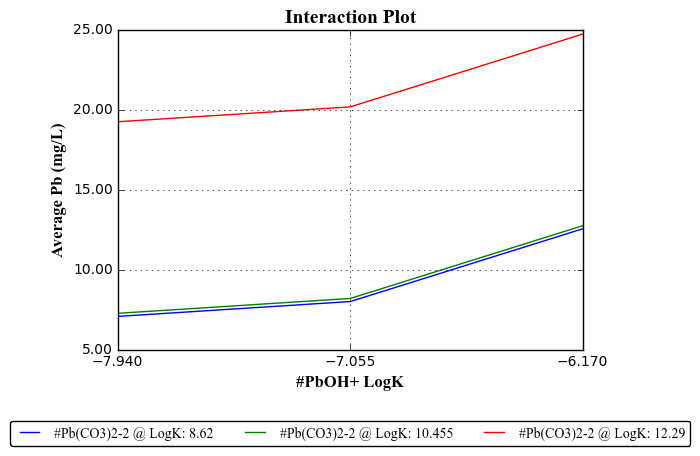 Interaction Plot
25.00
20.00
15.00
10.00
5.00
Average Pb (mg/L)
−7.940 −7.055 −6.170
#PbOH+ LogK
#Pb(CO3)2-2 @ LogK: 8.62 #Pb(CO3)2-2 @ LogK: 10.455 #Pb(CO3)2-2 @ LogK: 12.29